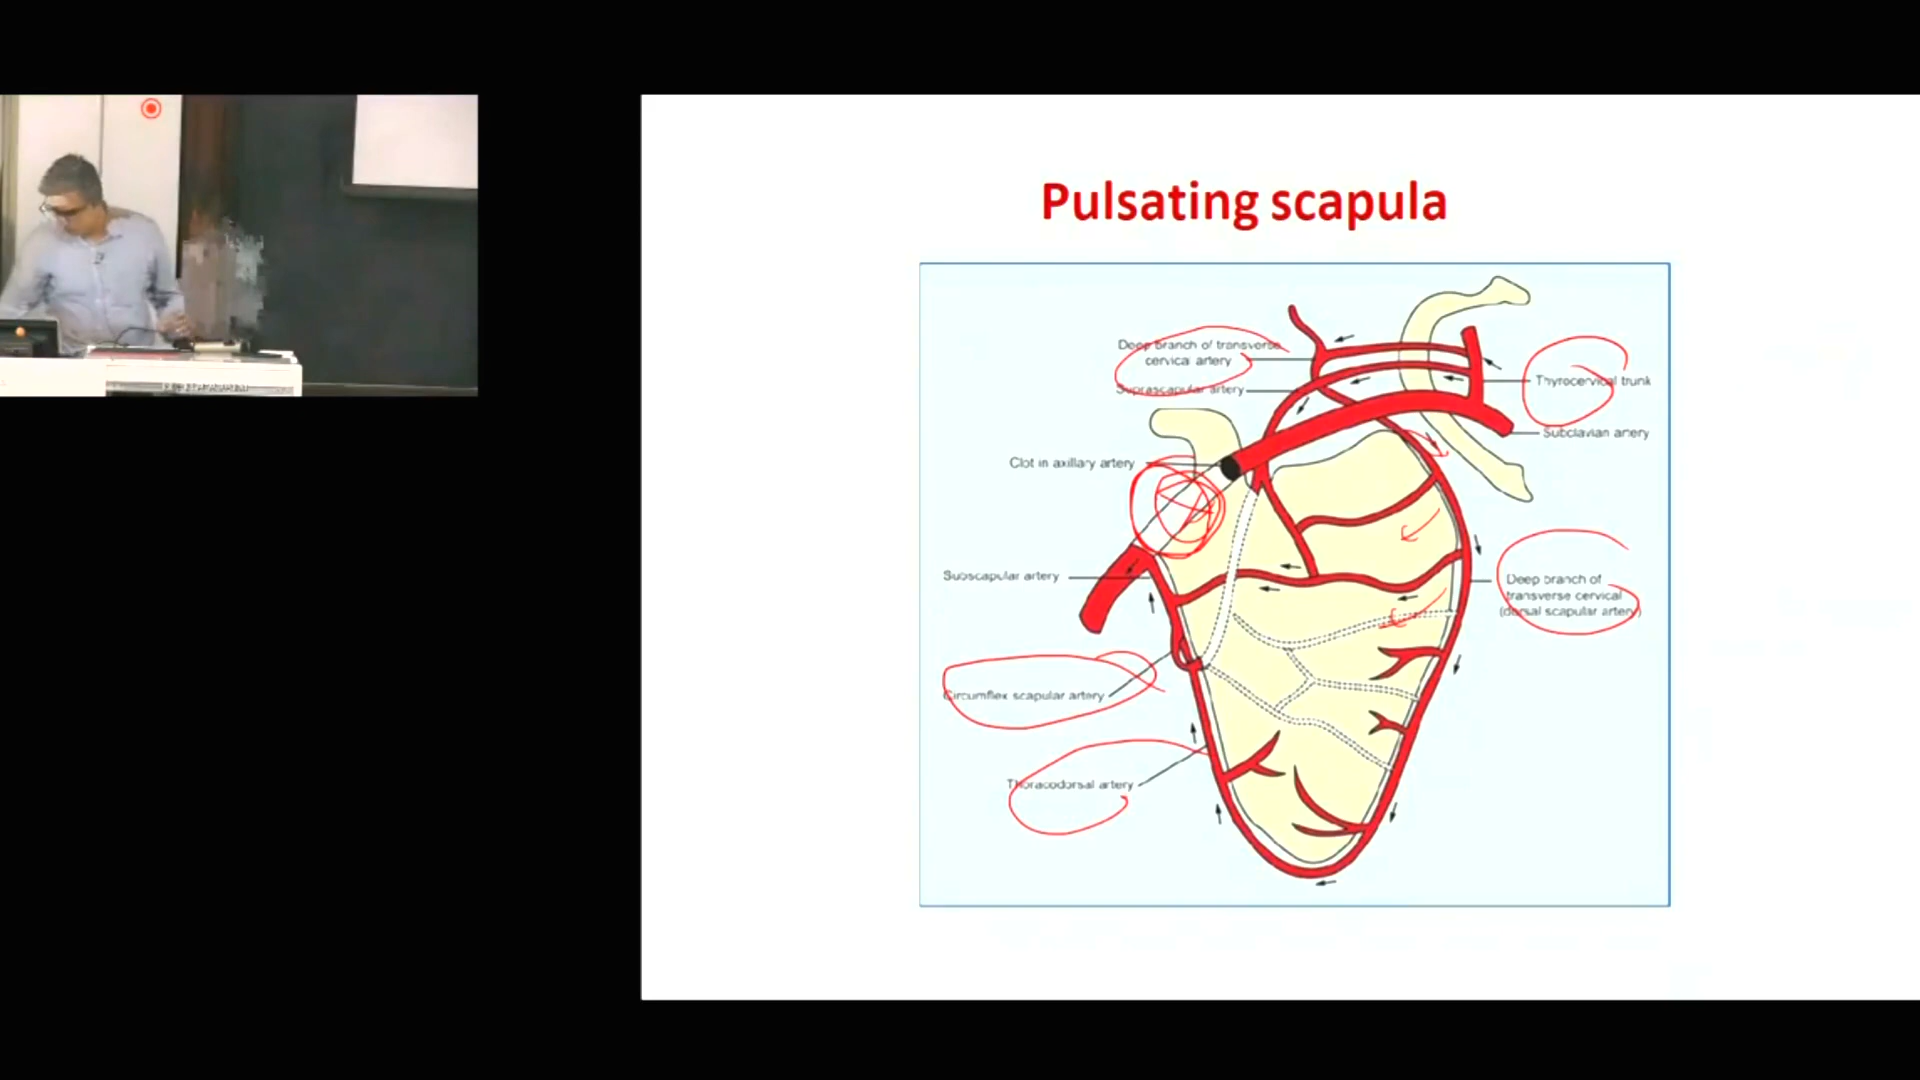 Pulsating scapula
Deep branch of transverse
cervical artery
Suprascapular artery
Thyrocervical trunk
Subclavian artery
Clot in axillary artery
Subscapular artery
Deep branch of
transverse cervical
(dorsal scapular artery)
Circumflex scapular artery
Thoracodorsal artery